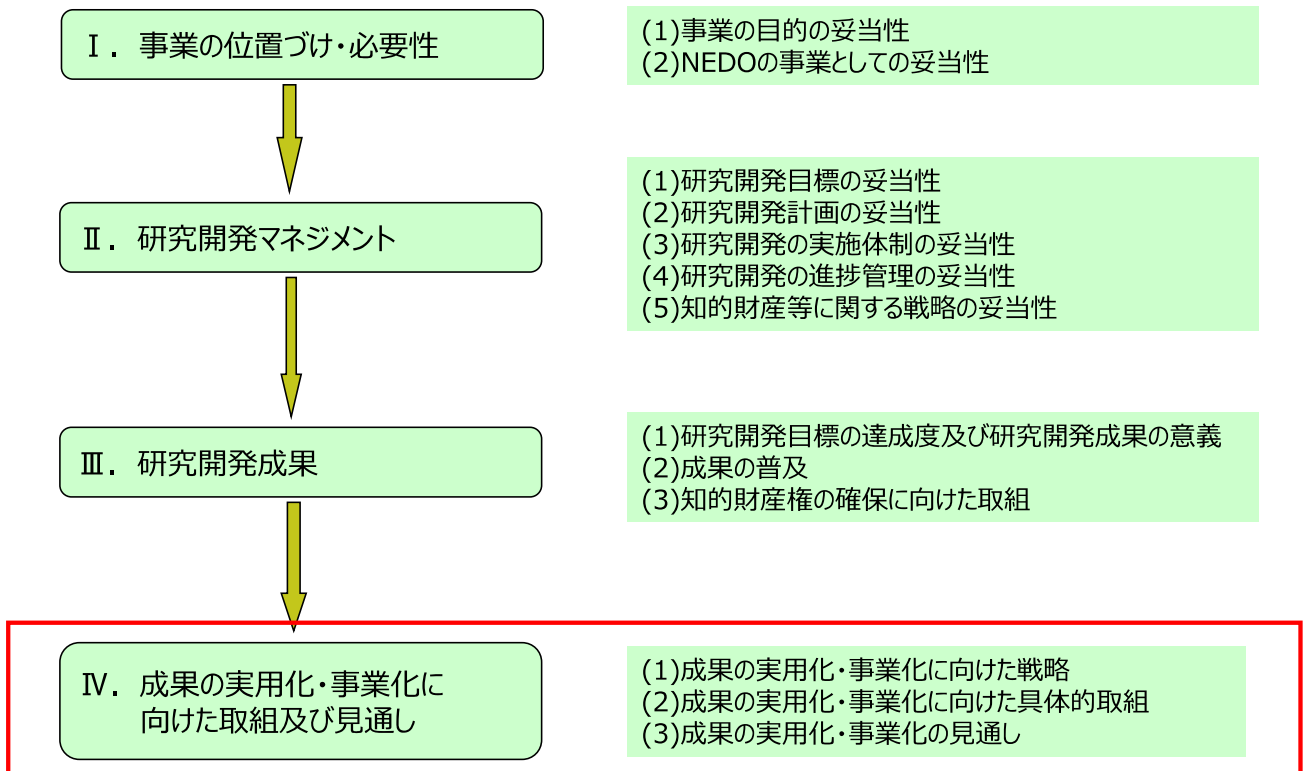 Ⅰ．事業の位置づけ・必要性
(1)事業の目的の妥当性
(2)NEDOの事業としての妥当性
Ⅱ．研究開発マネジメント
(1)研究開発目標の妥当性
(2)研究開発計画の妥当性
(3)研究開発の実施体制の妥当性
(4)研究開発の進捗管理の妥当性
(5)知的財産等に関する戦略の妥当性
Ⅲ．研究開発成果
(1)研究開発目標の達成度及び研究開発成果の意義
(2)成果の普及
(3)知的財産権の確保に向けた取組
Ⅳ．成果の実用化・事業化に
向けた取組及び見通し
(1)成果の実用化・事業化に向けた戦略
(2)成果の実用化・事業化に向けた具体的取組
(3)成果の実用化・事業化の見通し